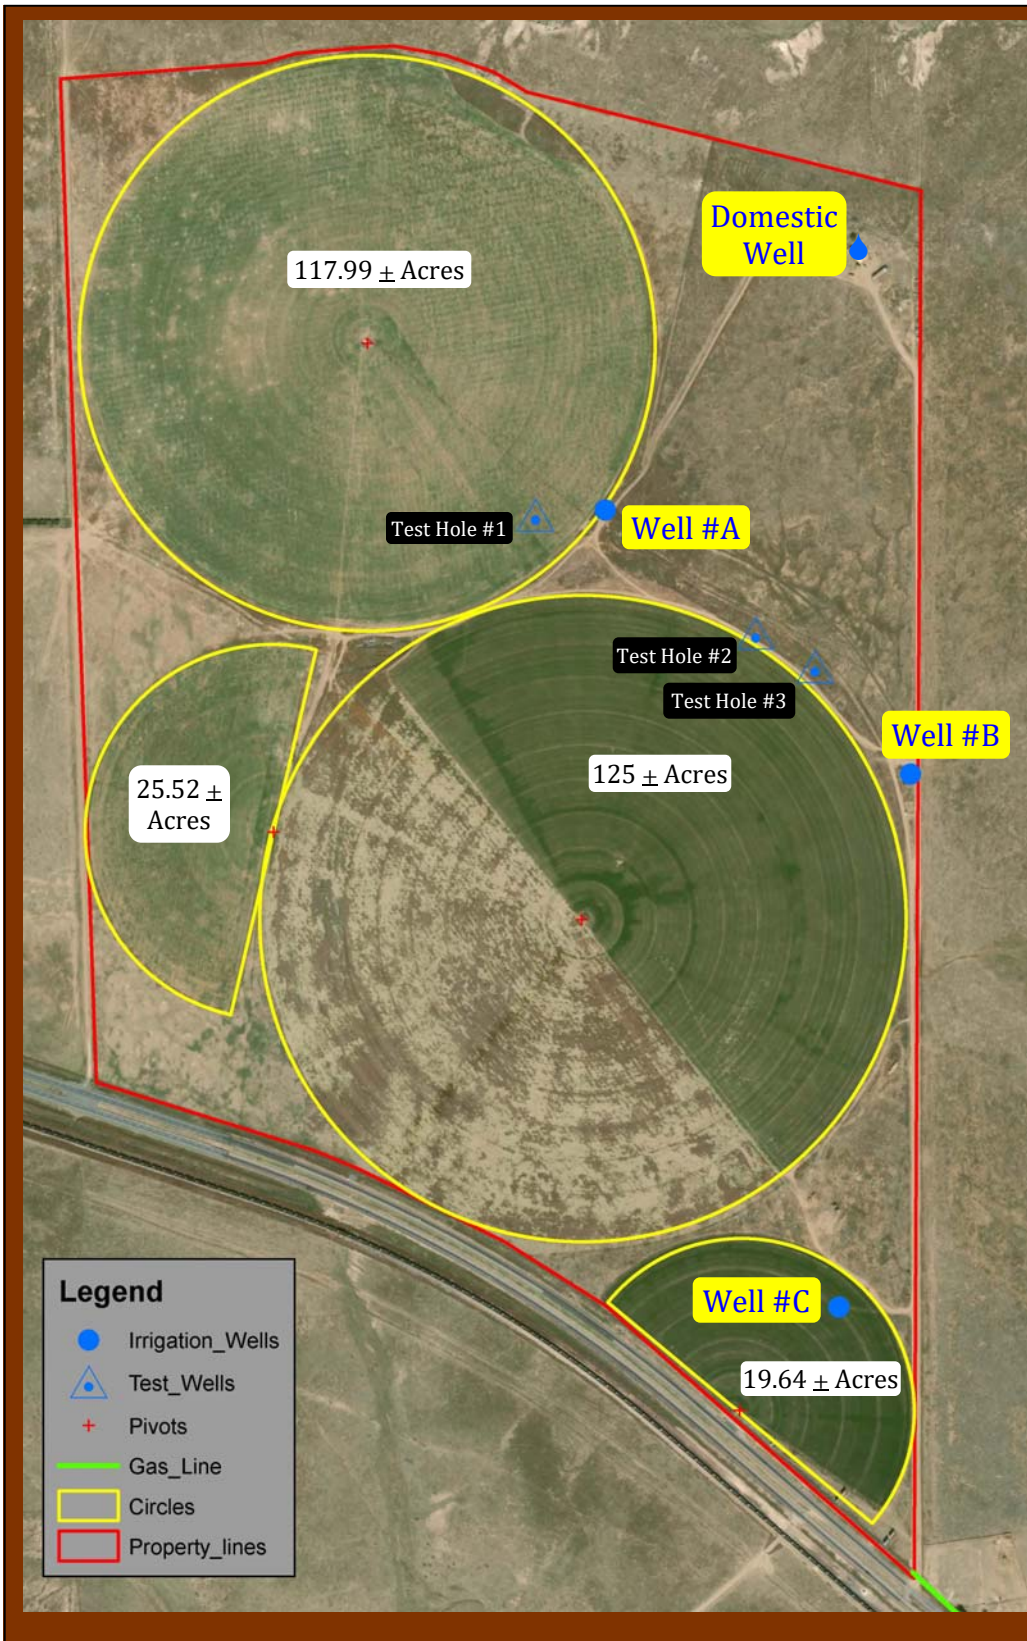 Domestic
Well
117.99 ± Acres
Test Hole #1
Well #A
Test Hole #2
Test Hole #3
Well #B
125 ± Acres
25.52 ±
Acres
Well #C
19.64 ± Acres
Legend
Irrigation_Wells
Test_Wells
Pivots
Gas_Line
Circles
Property_lines